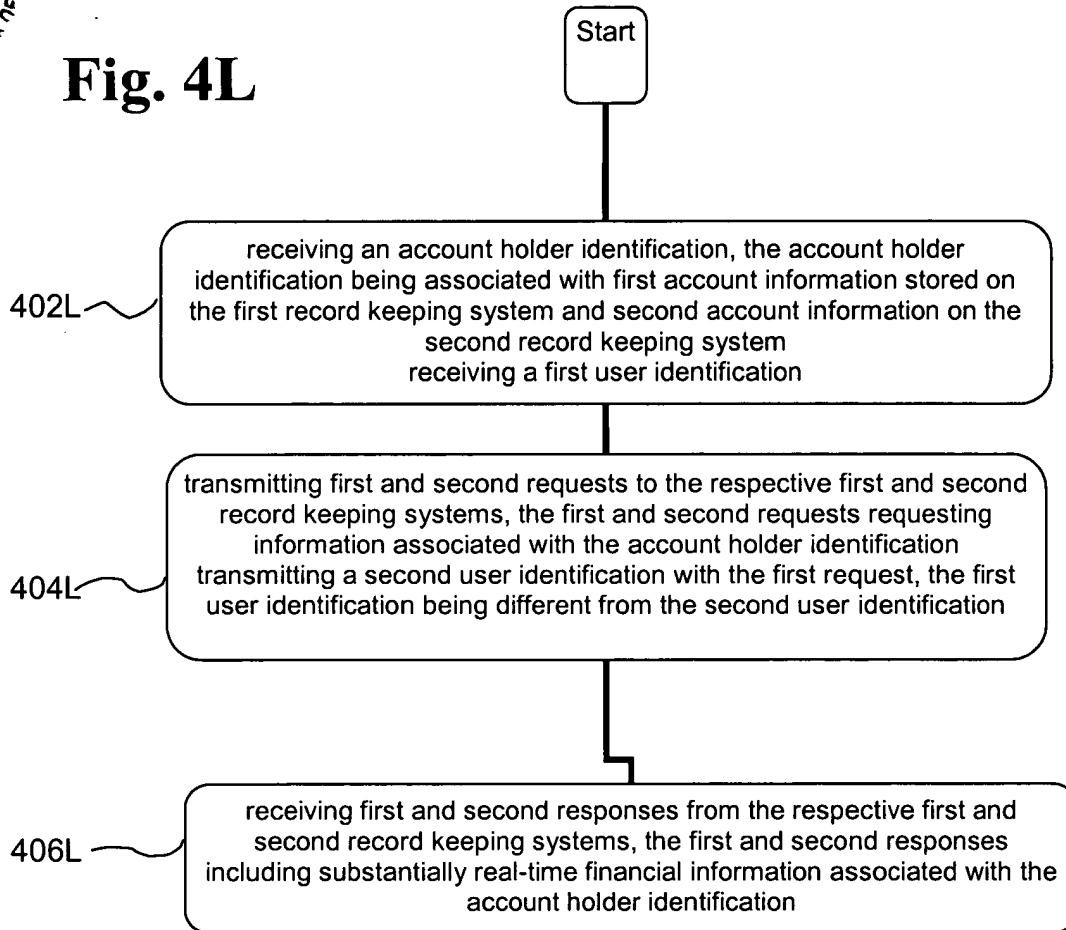 Fig. 4L
Start
receiving an account holder identification, the account holder
identification being associated with first account information stored on
the first record keeping system and second account information on the
second record keeping system
receiving a first user identification
402L
transmitting first and second requests to the respective first and second
record keeping systems, the first and second requests requesting
information associated with the account holder identification
transmitting a second user identification with the first request, the first
user identification being different from the second user identification
404L
receiving first and second responses from the respective first and
second record keeping systems, the first and second responses
including substantially real-time financial information associated with the
account holder identification
406L